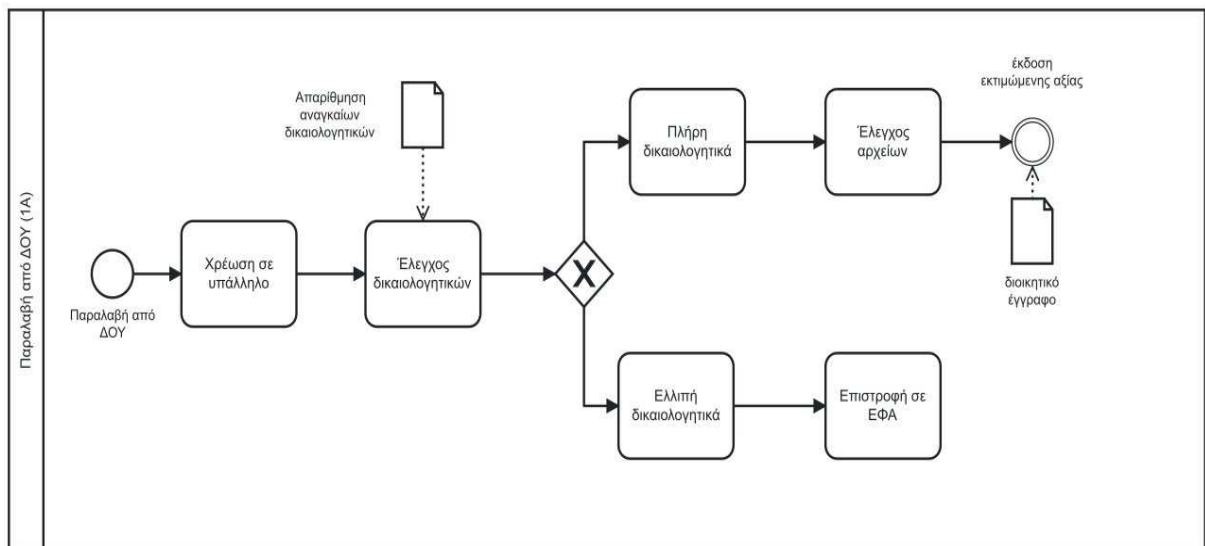 Παραλαβή από ΔΟΥ (1Α)
Παραλαβή από
ΔΟΥ
Χρέωση σε
υπάλληλο
Απαρίθμηση
αναγκαίων
δικαιολογητικών
Έλεγχος
δικαιολογητικών
X
Πλήρη
δικαιολογητικά
Έλεγχος
αρχείων
έκδοση
εκτιμώμενης αξίας
διοικητικό
έγγραφο
Ελλιπή
δικαιολογητικά
Επιστροφή σε
ΕΦΑ